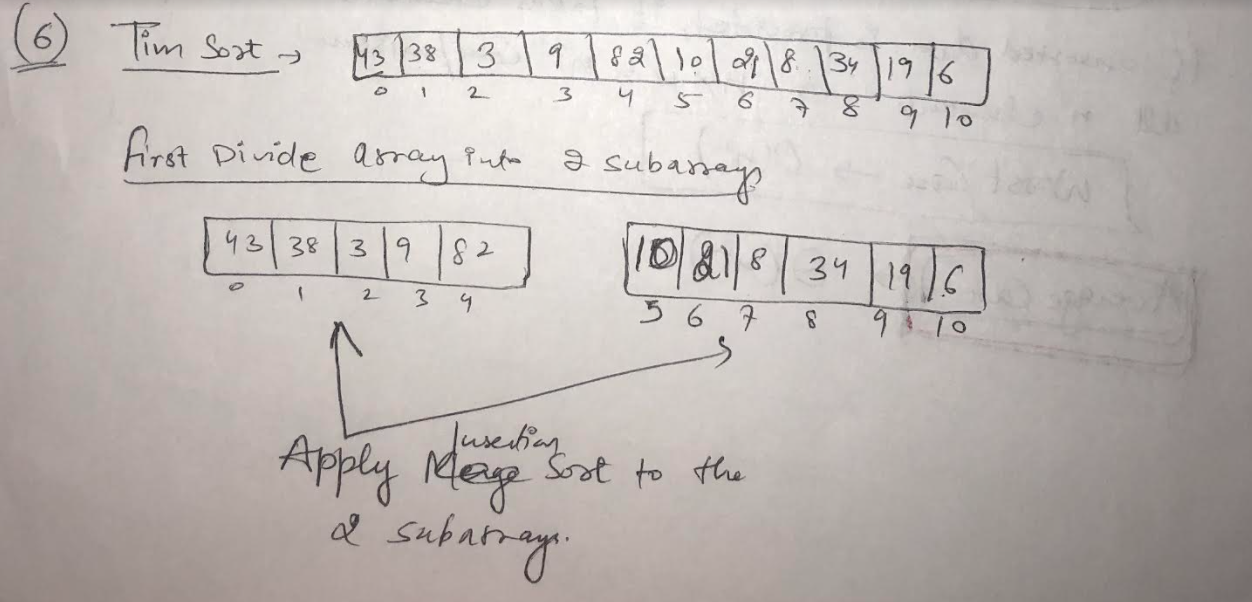 (6) Tim Sort → 43 38 3 9 82 10 21 8 34 19 6
0 1 2 3 4 5 6 7 8 9 10
first Divide array into 2 subarrays
43 38 3 9 82 10 21 8 34 19 6
0 1 2 3 4 5 6 7 8 9 10
Insertion
Apply Merge Sort to the
2 subarrays.